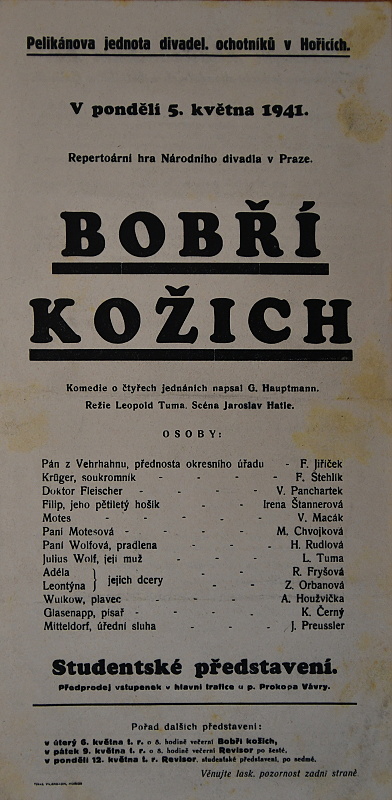 Pelikánova jednota divadel. ochotníků v Hořicích.
V pondělí 5. května 1941.
Repertoární hra Národního divadla v Praze.
BOBŘÍ
KOŽICH
Komedie o čtyřech jednáních napsal G. Hauptmann.
Režie Leopold Tuma. Scéna Jaroslav Hatle.
OSOBY:
Pán z Vehrhahnu, přednosta okresního úřadu - F. Jiříček
Krüger, soukromník - - - - F. Štehlík
Doktor Fleischer - - - - V. Panchartek
Filip, jeho pětiletý hošík - - Irena Štannerová
Motes - - - - - V. Macák
Paní Motesová - - - - M. Chvojková
Paní Wolfová, pradlena - - - H. Rudlová
Julius Wolf, její muž - - - L. Tuma
Adéla } jejich dcery - - - R. Fryšová
Leontýna - - - Z. Orbanová
Wulkow, plavec - - - - A. Houžvička
Glasenapp, písař - - - - K. Černý
Mitteldorf, úřední sluha - - - J. Preussler
Studentské představení.
Předprodej vstupenek v hlavní trafice u p. Prokopa Vávry.
Pořad dalších představení:
v úterý 6. května t. r. o 8. hodině večerní Bobří kožich,
v pátek 9. května t. r. o 8. hodině večerní Revisor po šesté,
v pondělí 12. května t. r. Revisor, studentské představení, po sedmé.
Věnujte lask. pozornost zadní straně